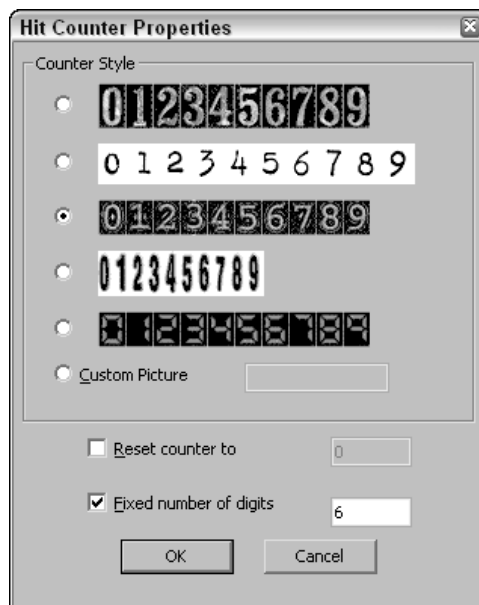 Hit Counter Properties
Counter Style
0123456789
0 1 2 3 4 5 6 7 8 9
0123456789
0123456789
0123456789
Custom Picture
Reset counter to 0
Fixed number of digits 6
OK Cancel